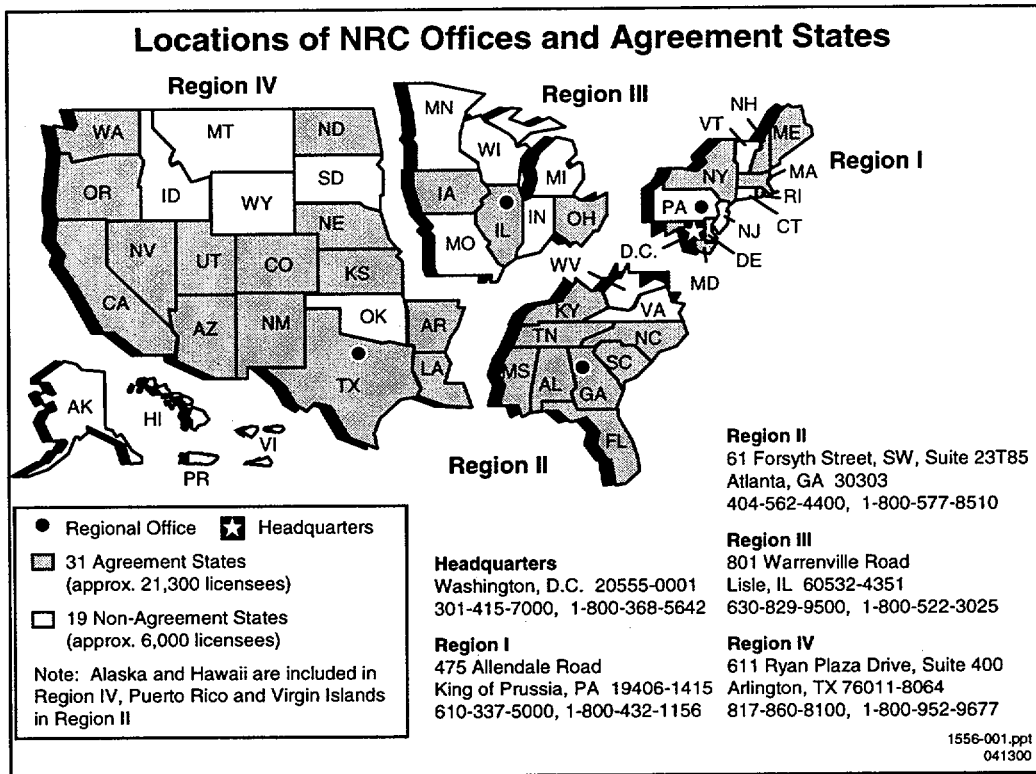 Locations of NRC Offices and Agreement States
Region IV
Region III
Region I
Region II
WA
MT
ND
OR
ID
WY
SD
NE
NV
UT
CO
KS
CA
AZ
NM
OK
TX
AR
LA
AK
HI
PR
VI
MN
WI
MI
IA
IL
IN
OH
MO
NH
VT
ME
NY
MA
RI
CT
PA
NJ
DE
MD
D.C.
WV
VA
KY
TN
NC
SC
MS
AL
GA
FL
Regional Office
Headquarters
31 Agreement States
(approx. 21,300 licensees)
19 Non-Agreement States
(approx. 6,000 licensees)
Note: Alaska and Hawaii are included in
Region IV, Puerto Rico and Virgin Islands
in Region II
Headquarters
Washington, D.C. 20555-0001
301-415-7000, 1-800-368-5642
Region I
475 Allendale Road
King of Prussia, PA 19406-1415
610-337-5000, 1-800-432-1156
Region II
61 Forsyth Street, SW, Suite 23T85
Atlanta, GA 30303
404-562-4400, 1-800-577-8510
Region III
801 Warrenville Road
Lisle, IL 60532-4351
630-829-9500, 1-800-522-3025
Region IV
611 Ryan Plaza Drive, Suite 400
Arlington, TX 76011-8064
817-860-8100, 1-800-952-9677
1556-001.ppt
041300